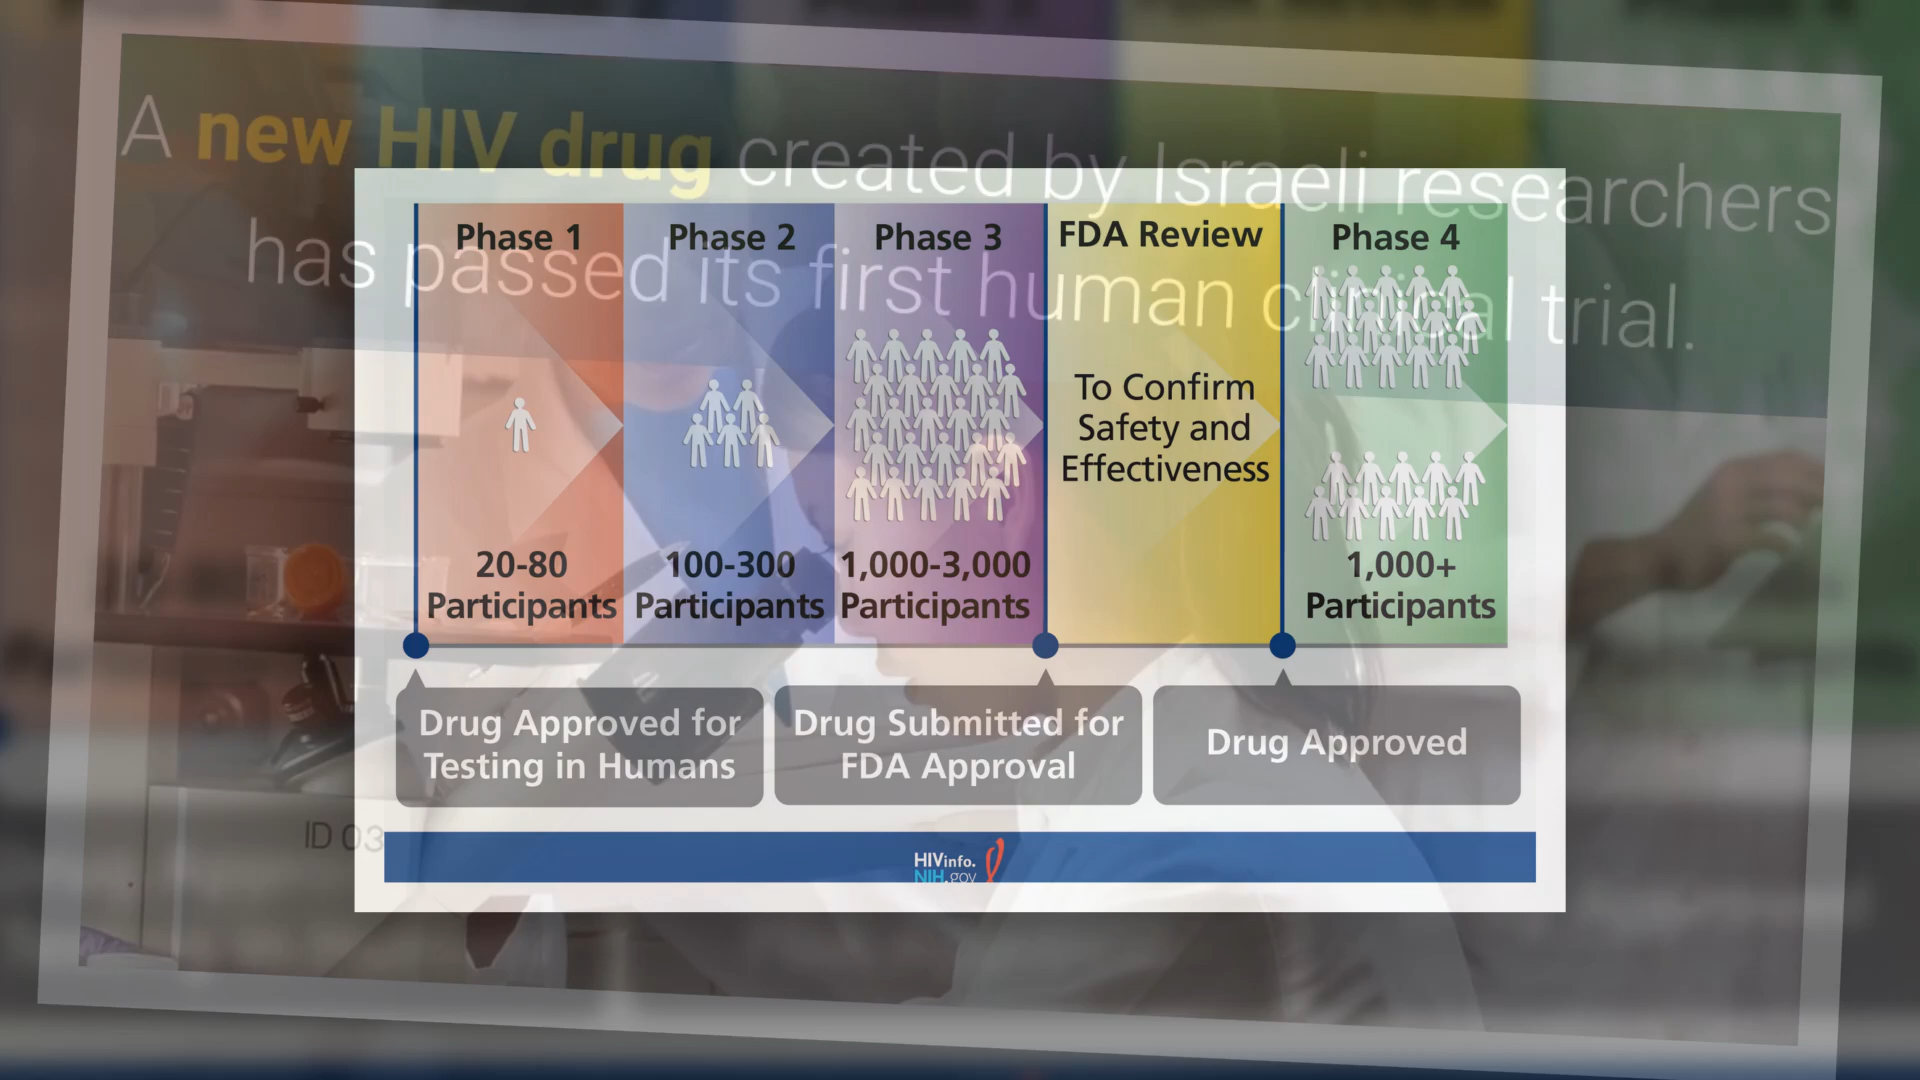 A new HIV drug created by Israeli researchers
has passed its first human clinical trial.
Phase 1
Phase 2
Phase 3
FDA Review
Phase 4
To Confirm
Safety and
Effectiveness
20-80
Participants
100-300
Participants
1,000-3,000
Participants
1,000+
Participants
Drug Approved for
Testing in Humans
Drug Submitted for
FDA Approval
Drug Approved
ID 03
HIVinfo.
NIH.gov